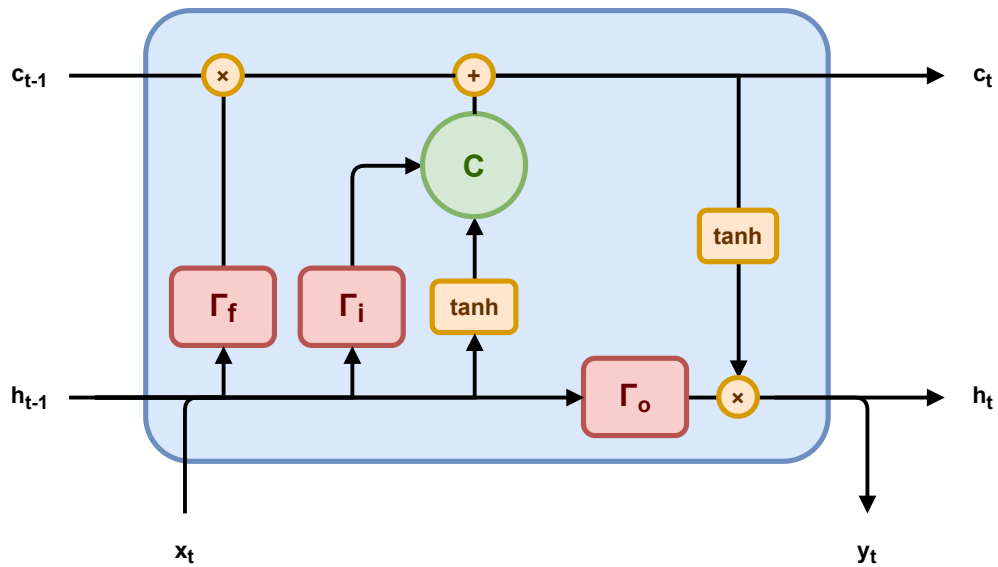 c_{t-1} × + c_t
C
tanh
Γ_f Γ_i tanh
h_{t-1} Γ_o × h_t
x_t y_t